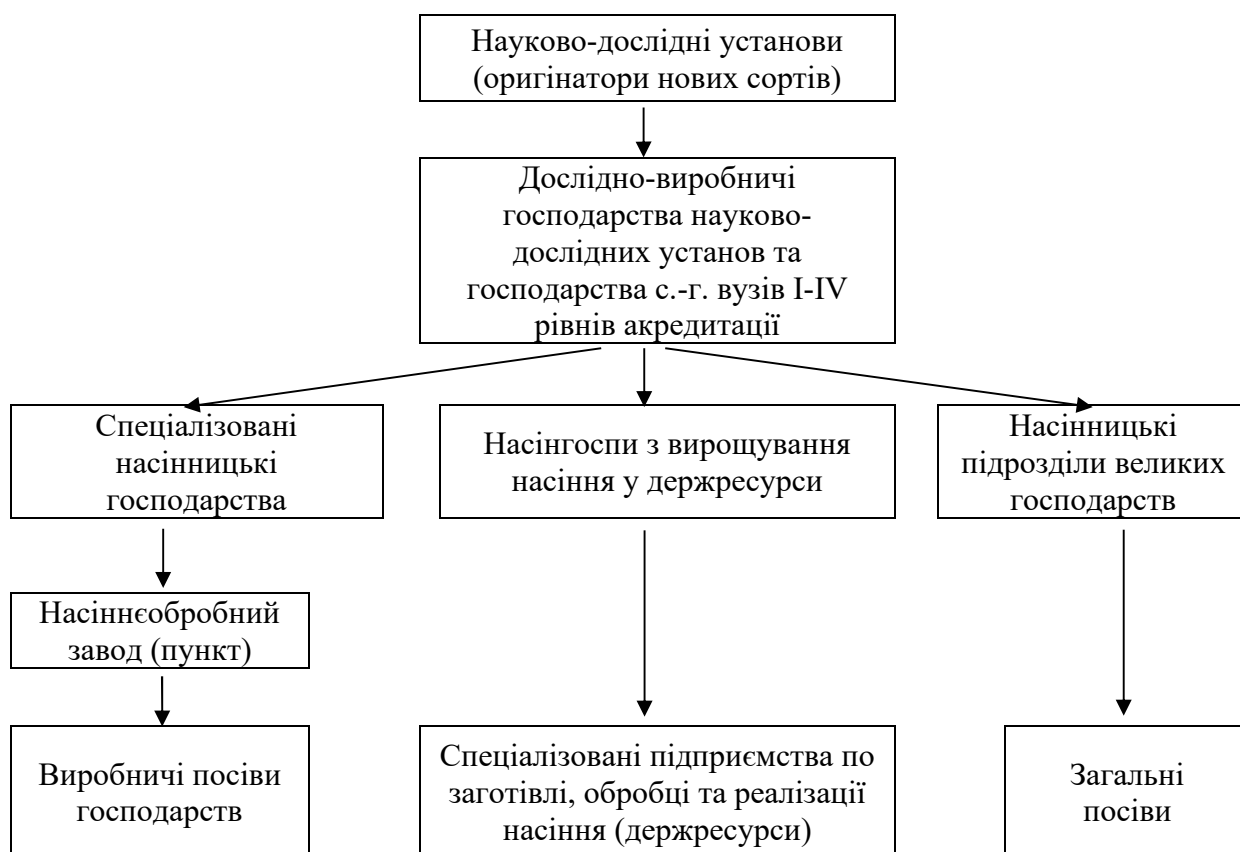 Науково-дослідні установи
(оригінатори нових сортів)
Дослідно-виробничі
господарства науково-
дослідних установ та
господарства с.-г. вузів I-IV
рівнів акредитації
Спеціалізовані
насінницькі
господарства
Насінгоспи з вирощування
насіння у держресурси
Насінницькі
підрозділи великих
господарств
Насіннєобробний
завод (пункт)
Виробничі посіви
господарств
Спеціалізовані підприємства по
заготівлі, обробці та реалізації
насіння (держресурси)
Загальні
посіви